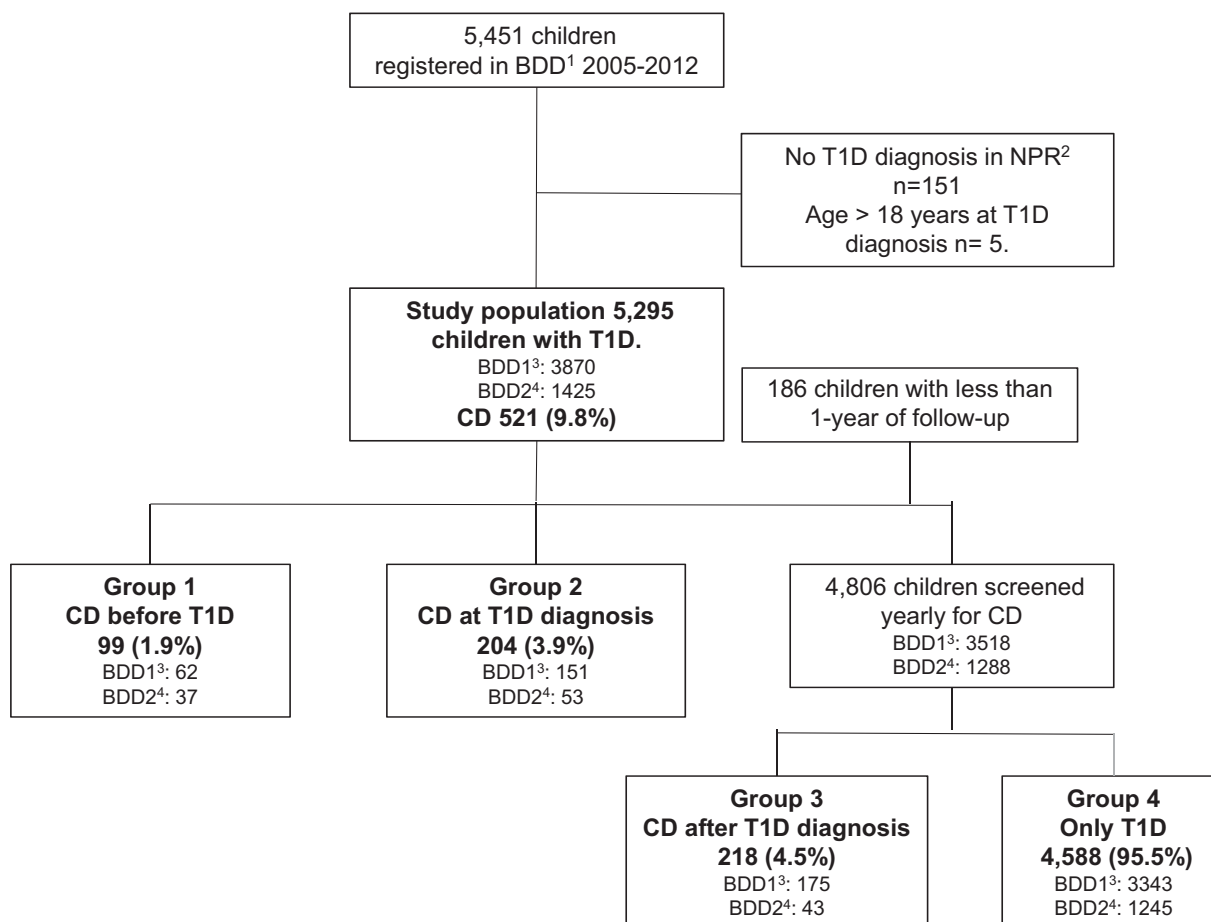 5,451 children
registered in BDD¹ 2005-2012
No T1D diagnosis in NPR²
n=151
Age > 18 years at T1D
diagnosis n= 5.
Study population 5,295
children with T1D.
BDD1³: 3870
BDD2⁴: 1425
CD 521 (9.8%)
186 children with less than
1-year of follow-up
Group 1
CD before T1D
99 (1.9%)
BDD1³: 62
BDD2⁴: 37
Group 2
CD at T1D diagnosis
204 (3.9%)
BDD1³: 151
BDD2⁴: 53
4,806 children screened
yearly for CD
BDD1³: 3518
BDD2⁴: 1288
Group 3
CD after T1D diagnosis
218 (4.5%)
BDD1³: 175
BDD2⁴: 43
Group 4
Only T1D
4,588 (95.5%)
BDD1³: 3343
BDD2⁴: 1245